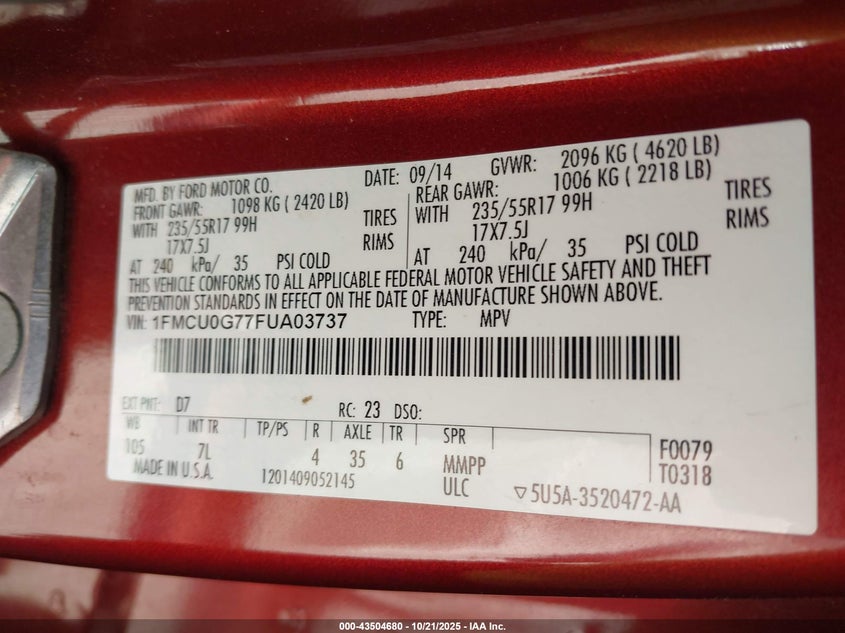 MFD. BY FORD MOTOR CO. DATE: 09/14 GVWR: 2096 KG ( 4620 LB)
FRONT GAWR: 1098 KG ( 2420 LB) REAR GAWR: 1006 KG ( 2218 LB)
WITH 235/55R17 99H TIRES WITH 235/55R17 99H TIRES
17X7.5J RIMS 17X7.5J RIMS
AT 240 kPa/ 35 PSI COLD AT 240 kPa/ 35 PSI COLD
THIS VEHICLE CONFORMS TO ALL APPLICABLE FEDERAL MOTOR VEHICLE SAFETY AND THEFT
PREVENTION STANDARDS IN EFFECT ON THE DATE OF MANUFACTURE SHOWN ABOVE.
VIN: 1FMCU0G77FUA03737 TYPE: MPV
EXT PNT: D7 RC: 23 DSO:
WB INT TR TP/PS R AXLE TR SPR F0079
105 7L 4 35 6 MMPP T0318
MADE IN U.S.A. 1201409052145 ULC ▽5U5A-3520472-AA
000-43504680 - 10/21/2025 - IAA Inc.